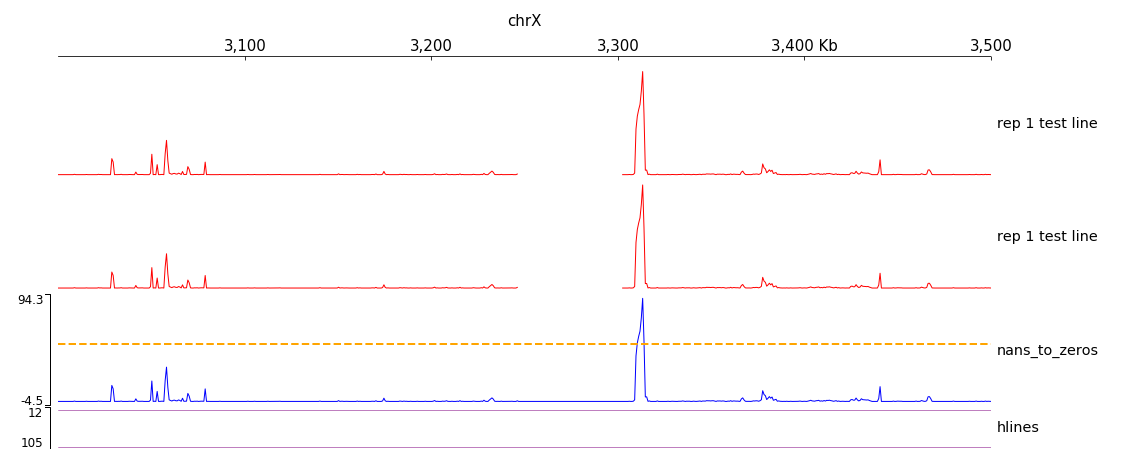 chrX
3,100 3,200 3,300 3,400 Kb 3,500
rep 1 test line
rep 1 test line
94.3
nans_to_zeros
-4.5
12
hlines
105